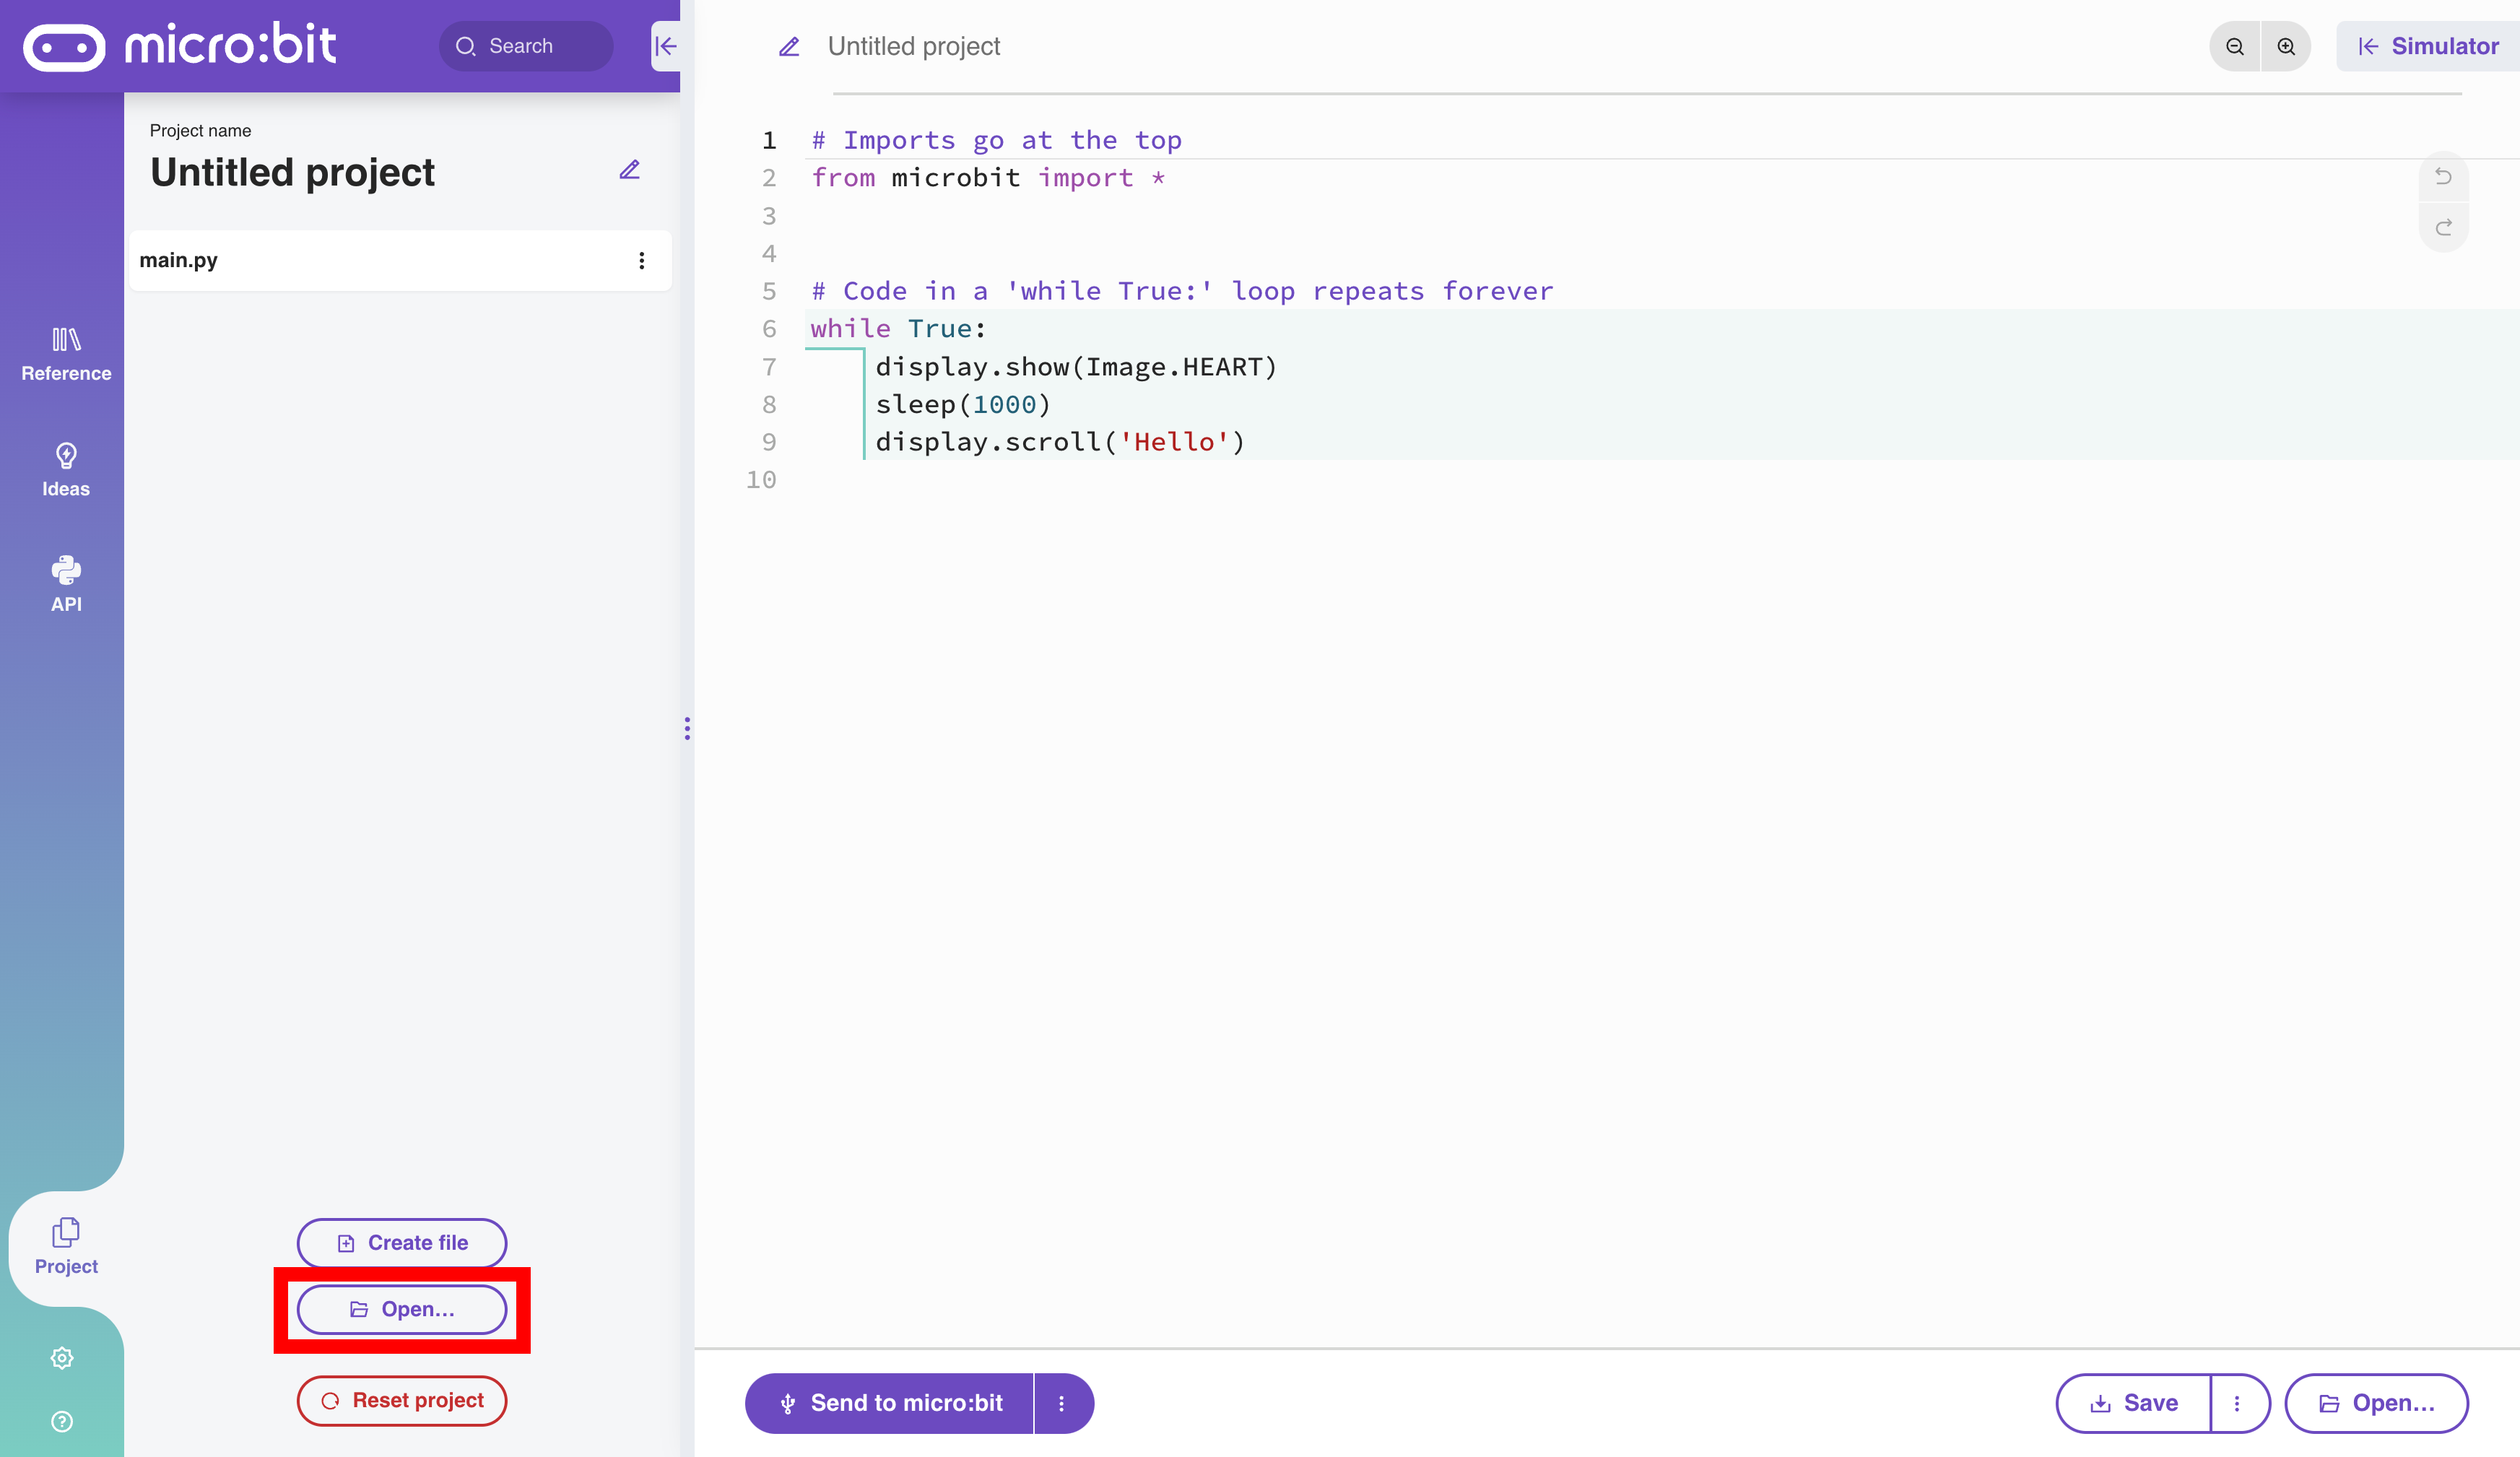 micro:bit
Search
Untitled project
Simulator
Project name
Untitled project
main.py
Reference
Ideas
API
1 # Imports go at the top
2 from microbit import *
3
4
5 # Code in a 'while True:' loop repeats forever
6 while True:
7 display.show(Image.HEART)
8 sleep(1000)
9 display.scroll('Hello')
10
Project
Create file
Open...
Reset project
Send to micro:bit
Save
Open...